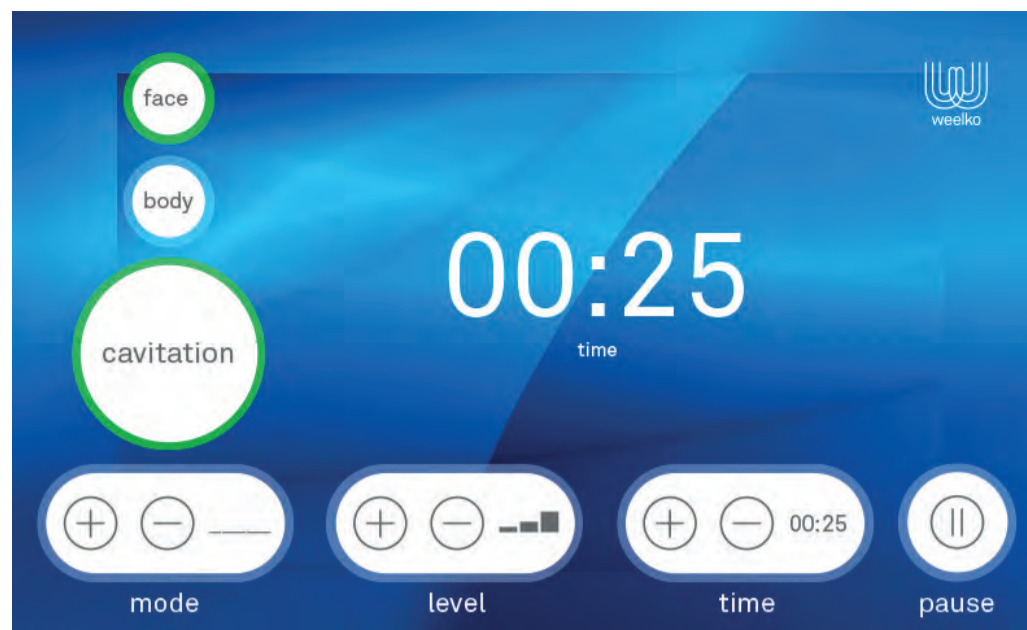 face
weelko
body
00:25
time
cavitation
00:25
mode
level
time
pause